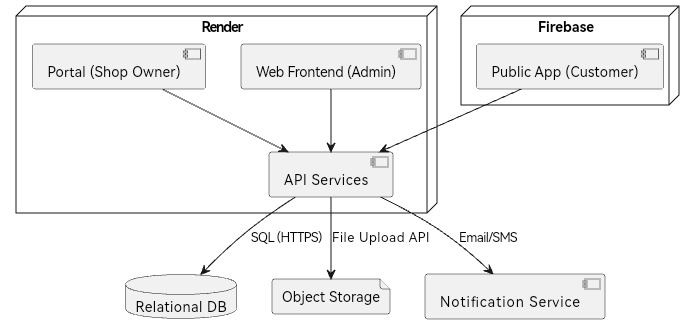 Render
Firebase
Portal (Shop Owner)
Web Frontend (Admin)
Public App (Customer)
API Services
SQL (HTTPS)
File Upload API
Email/SMS
Relational DB
Object Storage
Notification Service